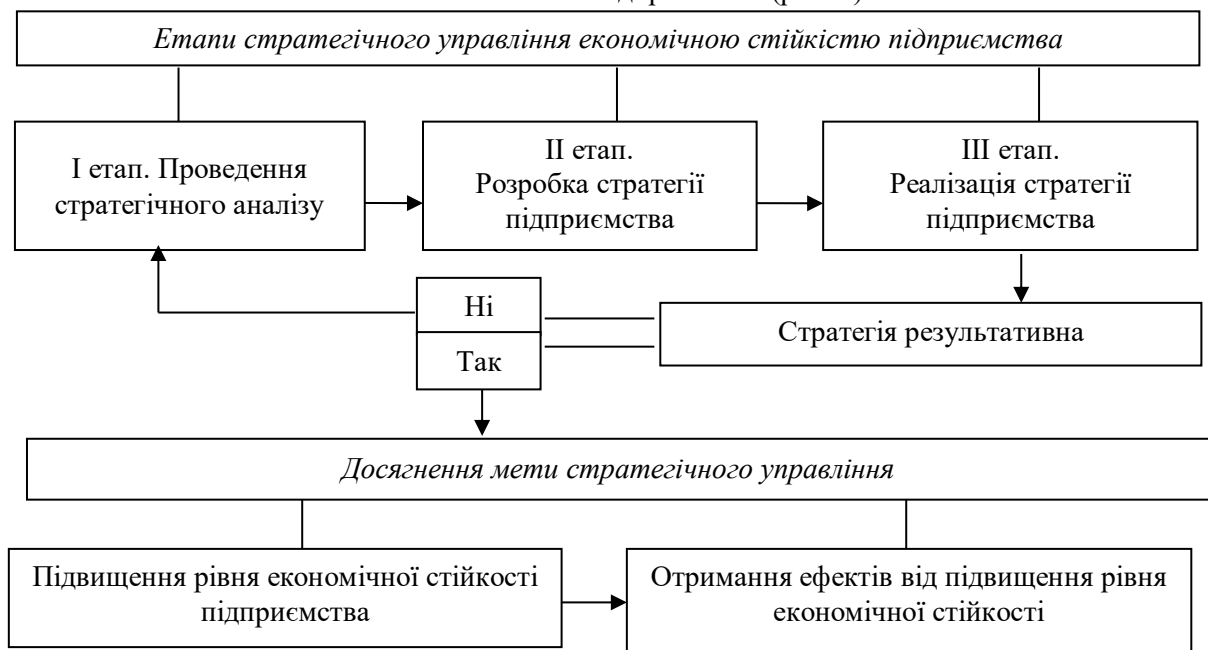 Етапи стратегічного управління економічною стійкістю підприємства
І етап. Проведення
стратегічного аналізу
ІІ етап.
Розробка стратегії
підприємства
ІІІ етап.
Реалізація стратегії
підприємства
Ні
Стратегія результативна
Так
Досягнення мети стратегічного управління
Підвищення рівня економічної стійкості
підприємства
Отримання ефектів від підвищення рівня
економічної стійкості